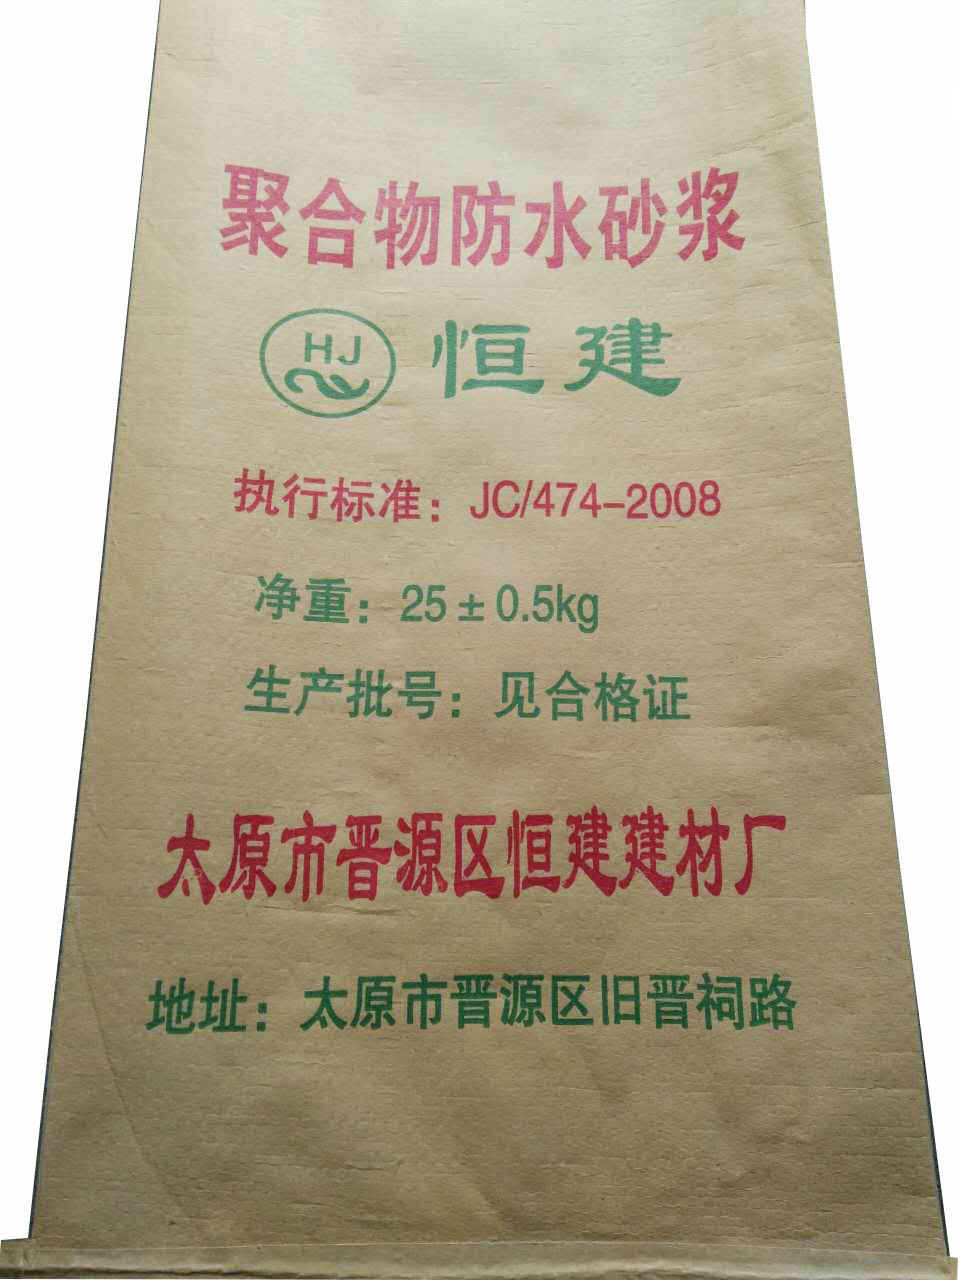 聚合物防水砂浆
HJ 恒建
执行标准：JC/474-2008
净重：25±0.5kg
生产批号：见合格证
太原市晋源区恒建建材厂
地址：太原市晋源区旧晋祠路